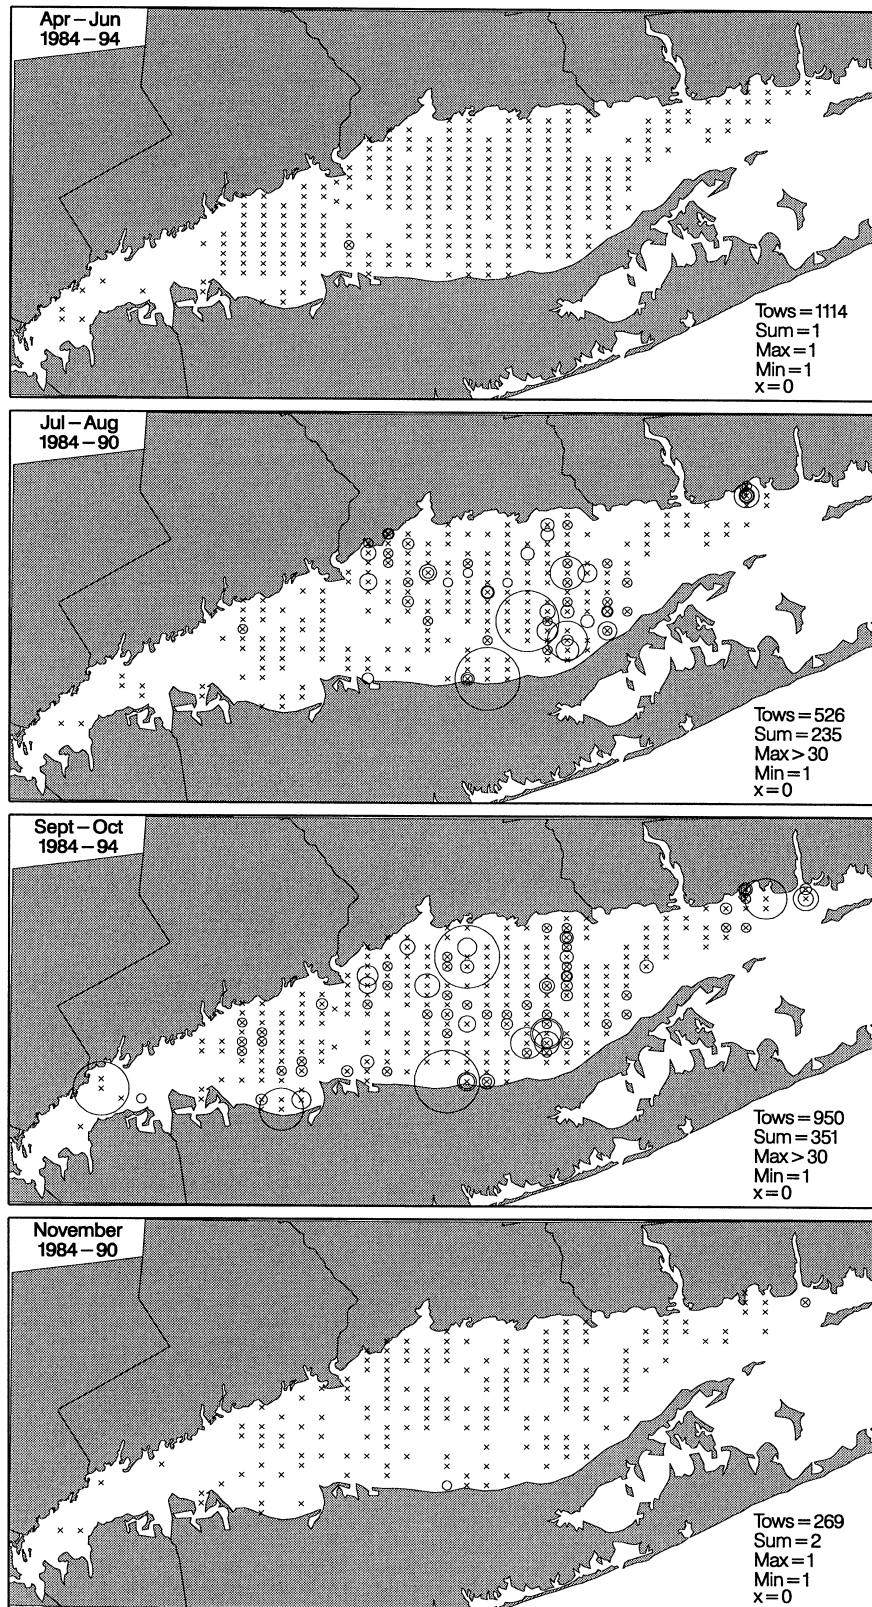 Apr – Jun
1984 – 94
Tows = 1114
Sum = 1
Max = 1
Min = 1
x = 0
Jul – Aug
1984 – 90
Tows = 526
Sum = 235
Max > 30
Min = 1
x = 0
Sept – Oct
1984 – 94
Tows = 950
Sum = 351
Max > 30
Min = 1
x = 0
November
1984 – 90
Tows = 269
Sum = 2
Max = 1
Min = 1
x = 0